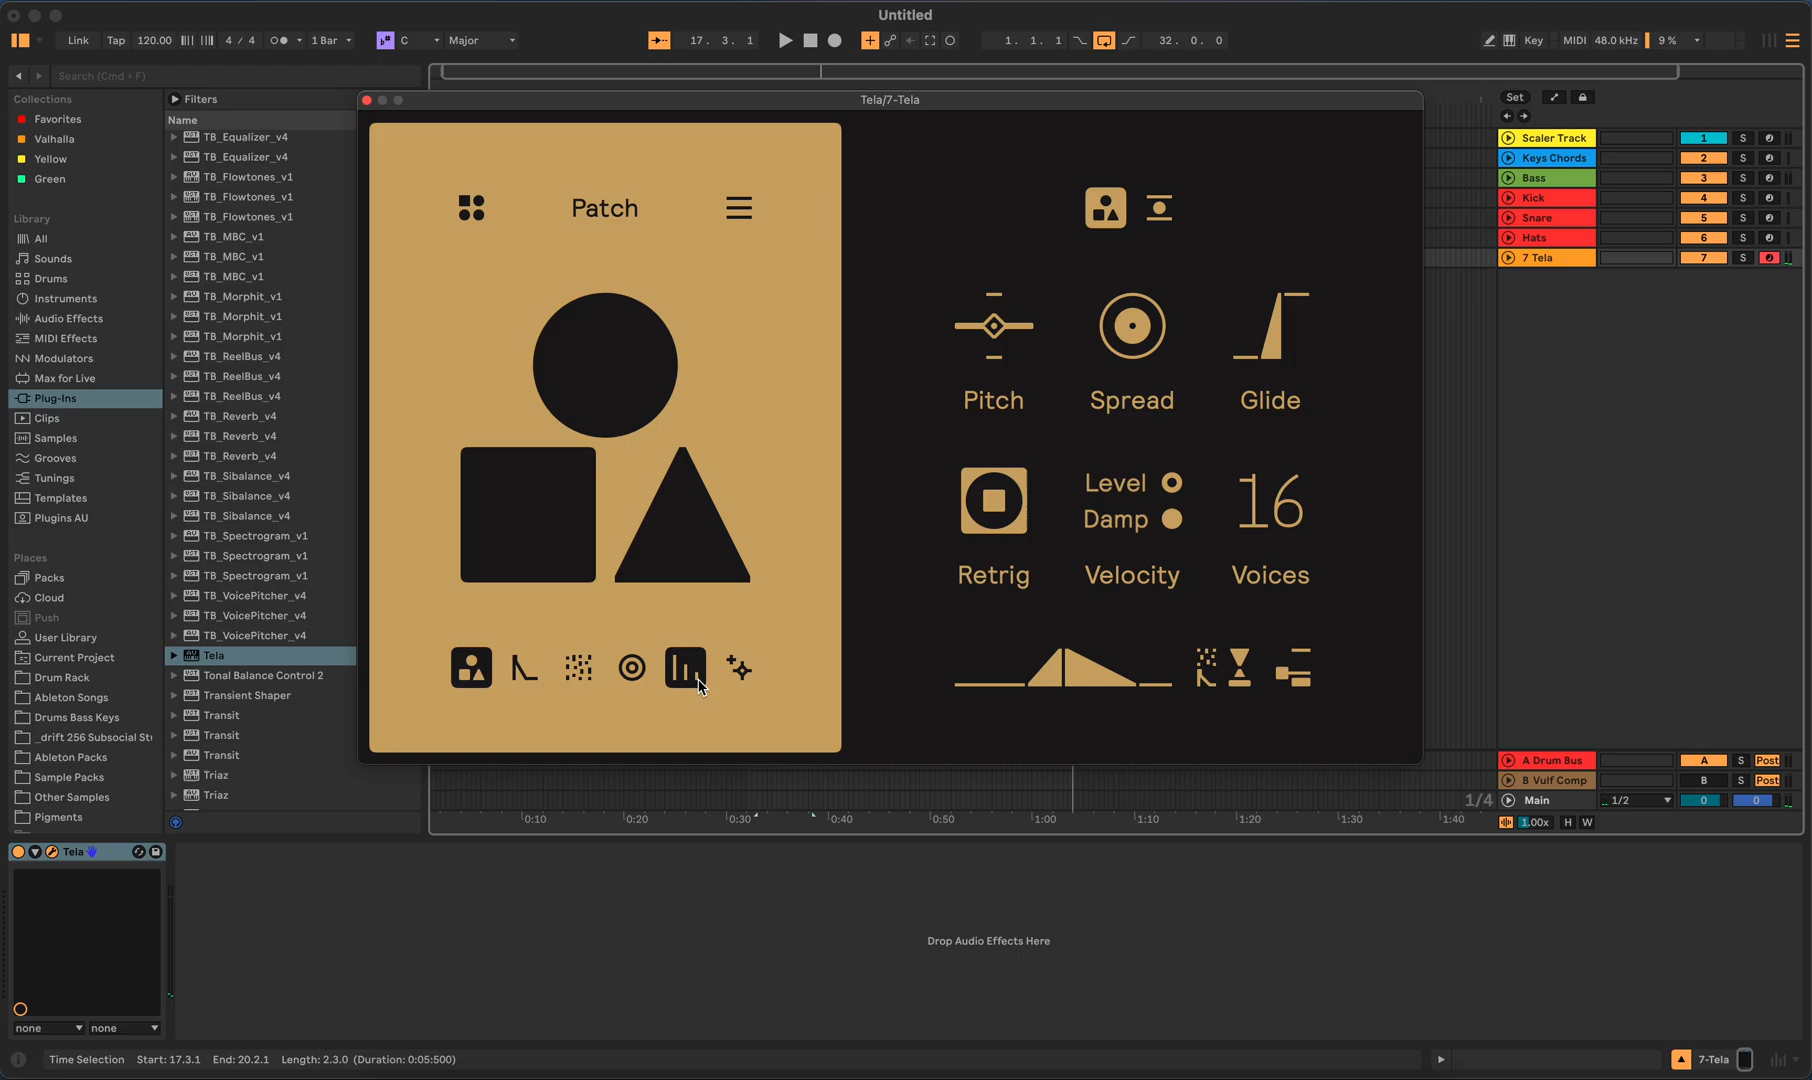 Untitled
Link Tap 120.00 4 / 4 1 Bar C Major 17. 3. 1 1. 1. 1 32. 0. 0 Key MIDI 48.0 kHz 9 %
Search (Cmd + F)
Collections
Favorites
Valhalla
Yellow
Green
Library
All
Sounds
Drums
Instruments
Audio Effects
MIDI Effects
Modulators
Max for Live
Plug-Ins
Clips
Samples
Grooves
Tunings
Templates
Plugins AU
Places
Packs
Cloud
Push
User Library
Current Project
Drum Rack
Ableton Songs
Drums Bass Keys
_drift 256 Subsocial Stu
Ableton Packs
Sample Packs
Other Samples
Pigments
Filters
Name
TB_Equalizer_v4
TB_Equalizer_v4
TB_Flowtones_v1
TB_Flowtones_v1
TB_Flowtones_v1
TB_MBC_v1
TB_MBC_v1
TB_MBC_v1
TB_Morphit_v1
TB_Morphit_v1
TB_Morphit_v1
TB_ReelBus_v4
TB_ReelBus_v4
TB_ReelBus_v4
TB_Reverb_v4
TB_Reverb_v4
TB_Reverb_v4
TB_Sibalance_v4
TB_Sibalance_v4
TB_Sibalance_v4
TB_Spectrogram_v1
TB_Spectrogram_v1
TB_Spectrogram_v1
TB_VoicePitcher_v4
TB_VoicePitcher_v4
TB_VoicePitcher_v4
Tela
Tonal Balance Control 2
Transient Shaper
Transit
Transit
Transit
Triaz
Triaz
Tela/7-Tela
Patch
Pitch Spread Glide
Level
Damp
16
Retrig Velocity Voices
Set
Scaler Track 1 S
Keys Chords 2 S
Bass 3 S
Kick 4 S
Snare 5 S
Hats 6 S
7 Tela 7 S
A Drum Bus A S Post
B Vulf Comp B S Post
1/4 Main 1/2 0 0
0:10 0:20 0:30 0:40 0:50 1:00 1:10 1:20 1:30 1:40
1.00x H W
Tela
none none
Drop Audio Effects Here
Time Selection Start: 17.3.1 End: 20.2.1 Length: 2.3.0 (Duration: 0:05:500)
7-Tela